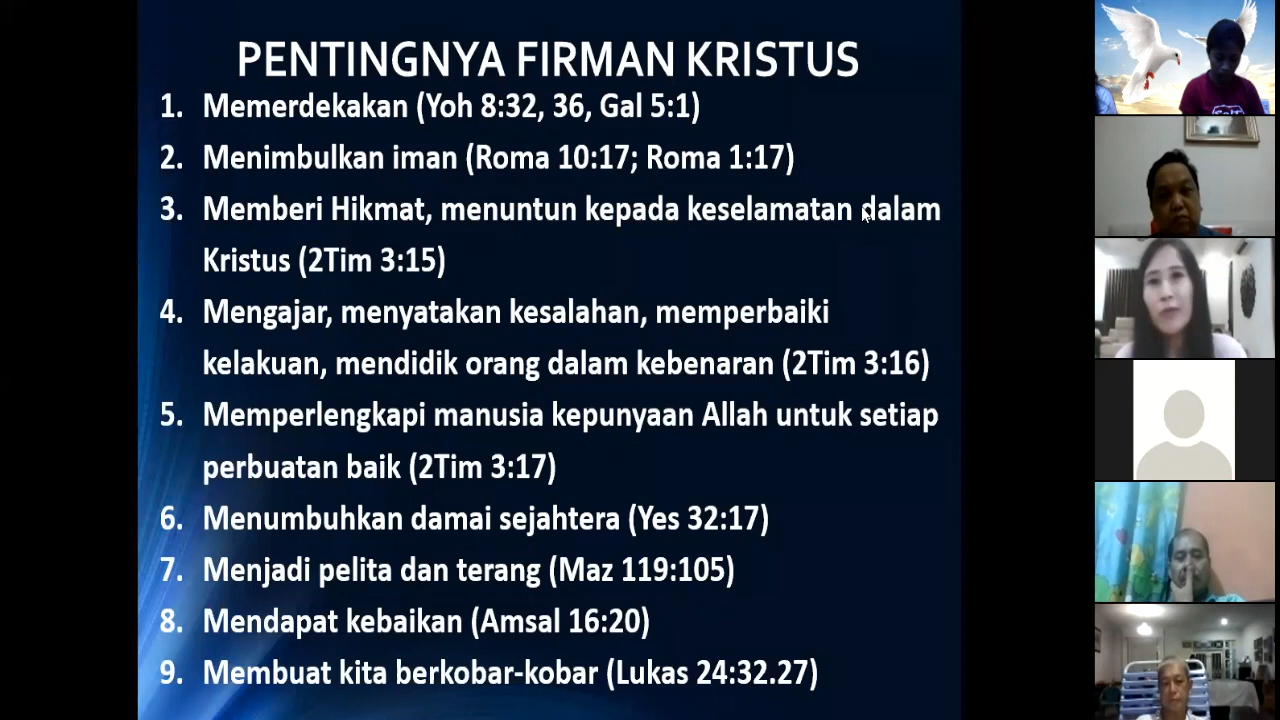 PENTINGNYA FIRMAN KRISTUS
1. Memerdekakan (Yoh 8:32, 36, Gal 5:1)
2. Menimbulkan iman (Roma 10:17; Roma 1:17)
3. Memberi Hikmat, menuntun kepada keselamatan dalam
Kristus (2Tim 3:15)
4. Mengajar, menyatakan kesalahan, memperbaiki
kelakuan, mendidik orang dalam kebenaran (2Tim 3:16)
5. Memperlengkapi manusia kepunyaan Allah untuk setiap
perbuatan baik (2Tim 3:17)
6. Menumbuhkan damai sejahtera (Yes 32:17)
7. Menjadi pelita dan terang (Maz 119:105)
8. Mendapat kebaikan (Amsal 16:20)
9. Membuat kita berkobar-kobar (Lukas 24:32.27)